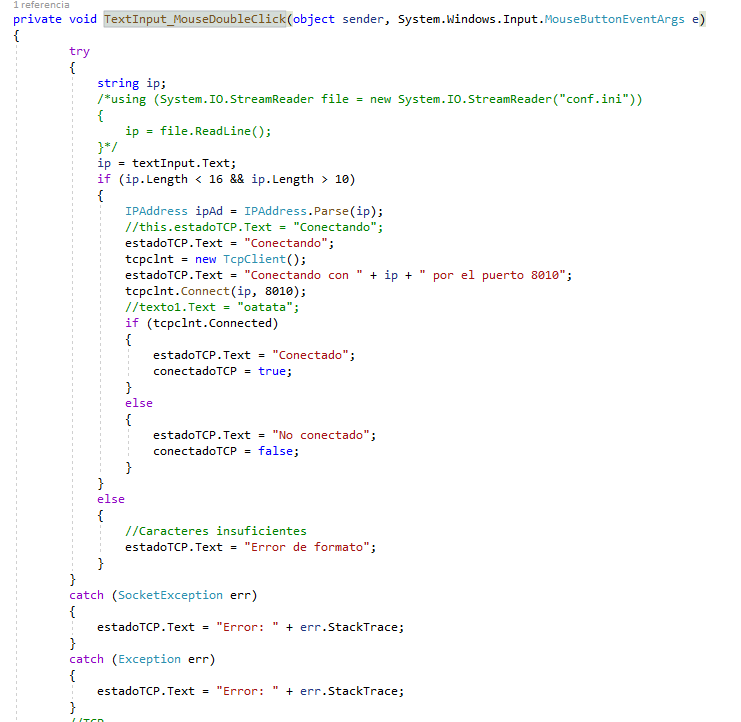 1 referencia
private void TextInput_MouseDoubleClick(object sender, System.Windows.Input.MouseButtonEventArgs e)
{
try
{
string ip;
/*using (System.IO.StreamReader file = new System.IO.StreamReader("conf.ini"))
{
ip = file.ReadLine();
}*/
ip = textInput.Text;
if (ip.Length < 16 && ip.Length > 10)
{
IPAddress ipAd = IPAddress.Parse(ip);
//this.estadoTCP.Text = "Conectando";
estadoTCP.Text = "Conectando";
tcpclnt = new TcpClient();
estadoTCP.Text = "Conectando con " + ip + " por el puerto 8010";
tcpclnt.Connect(ip, 8010);
//texto1.Text = "oatata";
if (tcpclnt.Connected)
{
estadoTCP.Text = "Conectado";
conectadoTCP = true;
}
else
{
estadoTCP.Text = "No conectado";
conectadoTCP = false;
}
}
else
{
//Caracteres insuficientes
estadoTCP.Text = "Error de formato";
}
}
catch (SocketException err)
{
estadoTCP.Text = "Error: " + err.StackTrace;
}
catch (Exception err)
{
estadoTCP.Text = "Error: " + err.StackTrace;
}
//TCP